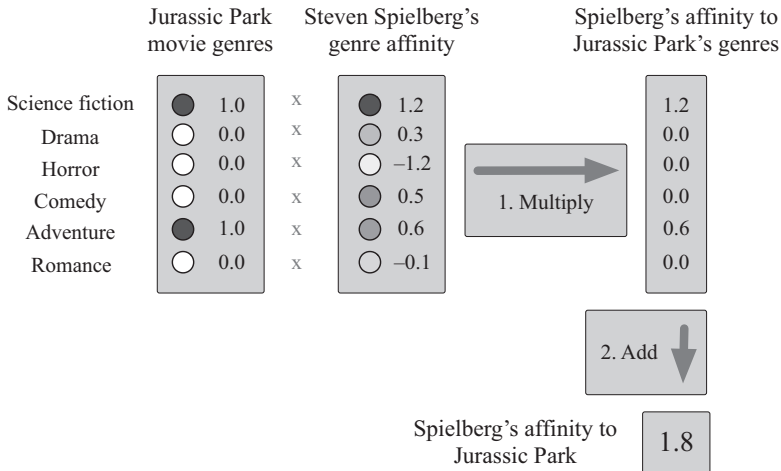 Jurassic Park
movie genres
Steven Spielberg's
genre affinity
Spielberg's affinity to
Jurassic Park's genres
Science fiction 1.0 x 1.2 1.2
Drama 0.0 x 0.3 0.0
Horror 0.0 x –1.2 0.0
Comedy 0.0 x 0.5 0.0
Adventure 1.0 x 0.6 0.6
Romance 0.0 x –0.1 0.0
1. Multiply
2. Add
Spielberg's affinity to
Jurassic Park
1.8